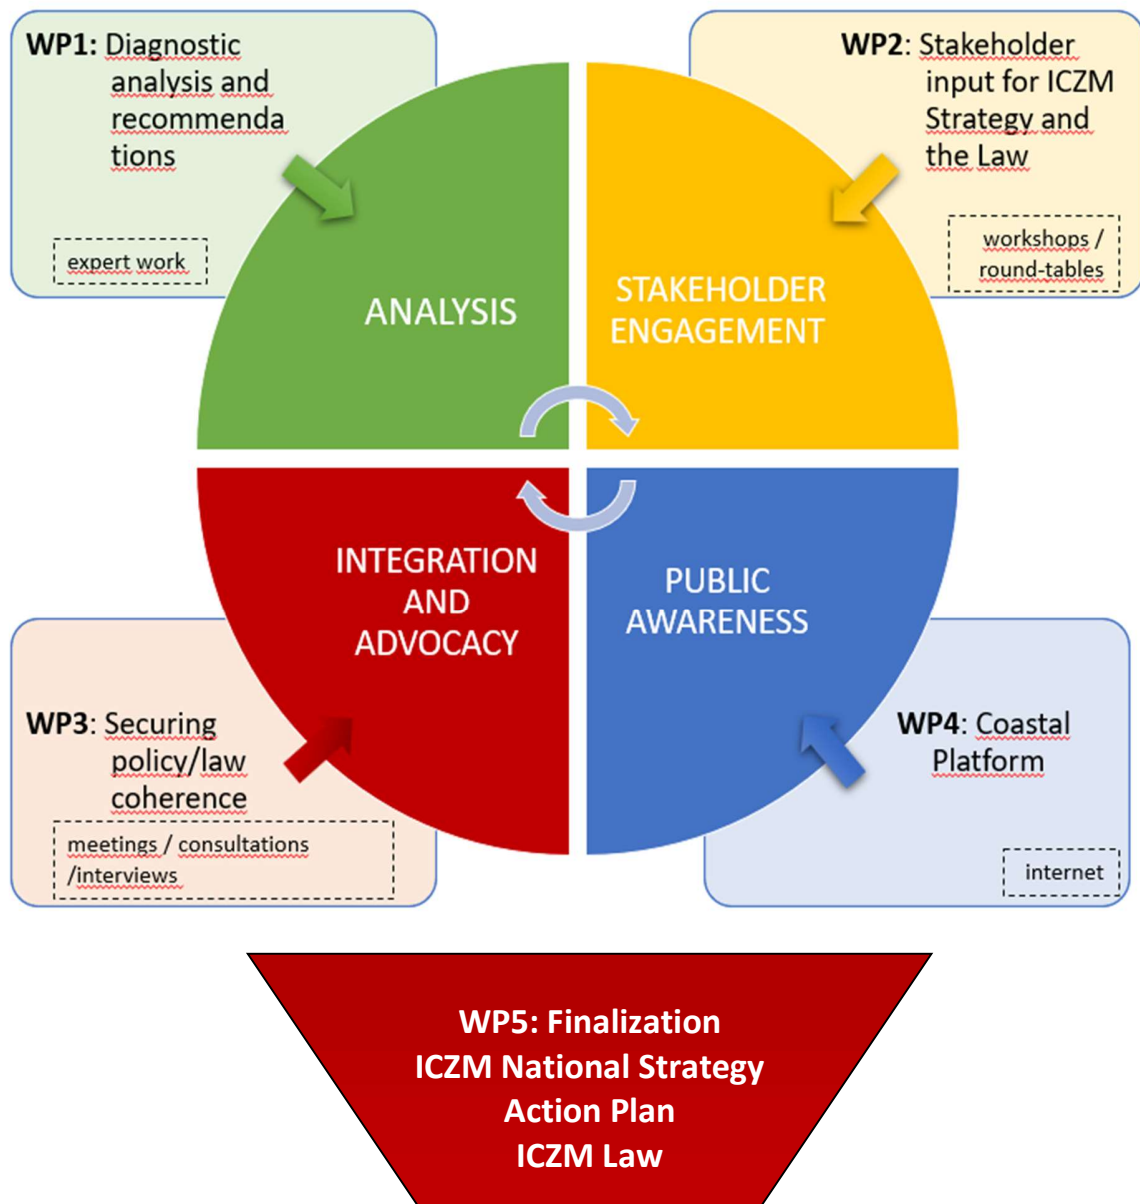 WP1: Diagnostic
analysis and
recommenda
tions
expert work
WP2: Stakeholder
input for ICZM
Strategy and
the Law
workshops /
round-tables
ANALYSIS
STAKEHOLDER
ENGAGEMENT
INTEGRATION
AND
ADVOCACY
PUBLIC
AWARENESS
WP3: Securing
policy/law
coherence
meetings / consultations
/interviews
WP4: Coastal
Platform
internet
WP5: Finalization
ICZM National Strategy
Action Plan
ICZM Law